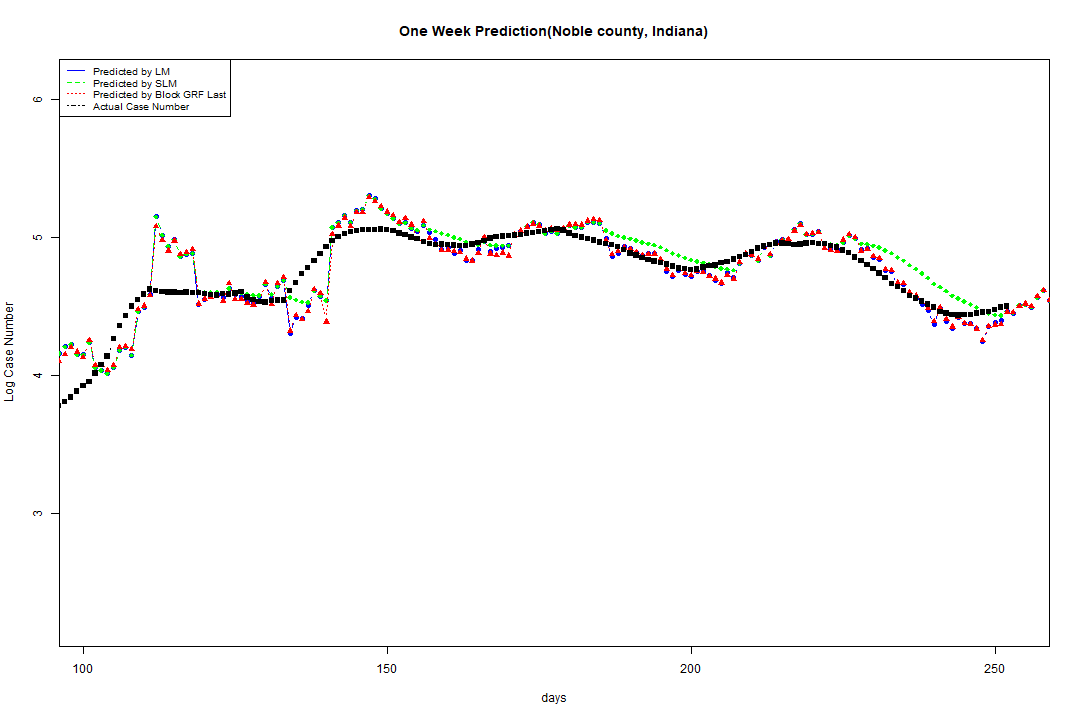 One Week Prediction(Noble county, Indiana)
Predicted by LM
Predicted by SLM
Predicted by Block GRF Last
Actual Case Number
6
5
4
3
Log Case Number
100 150 200 250
days